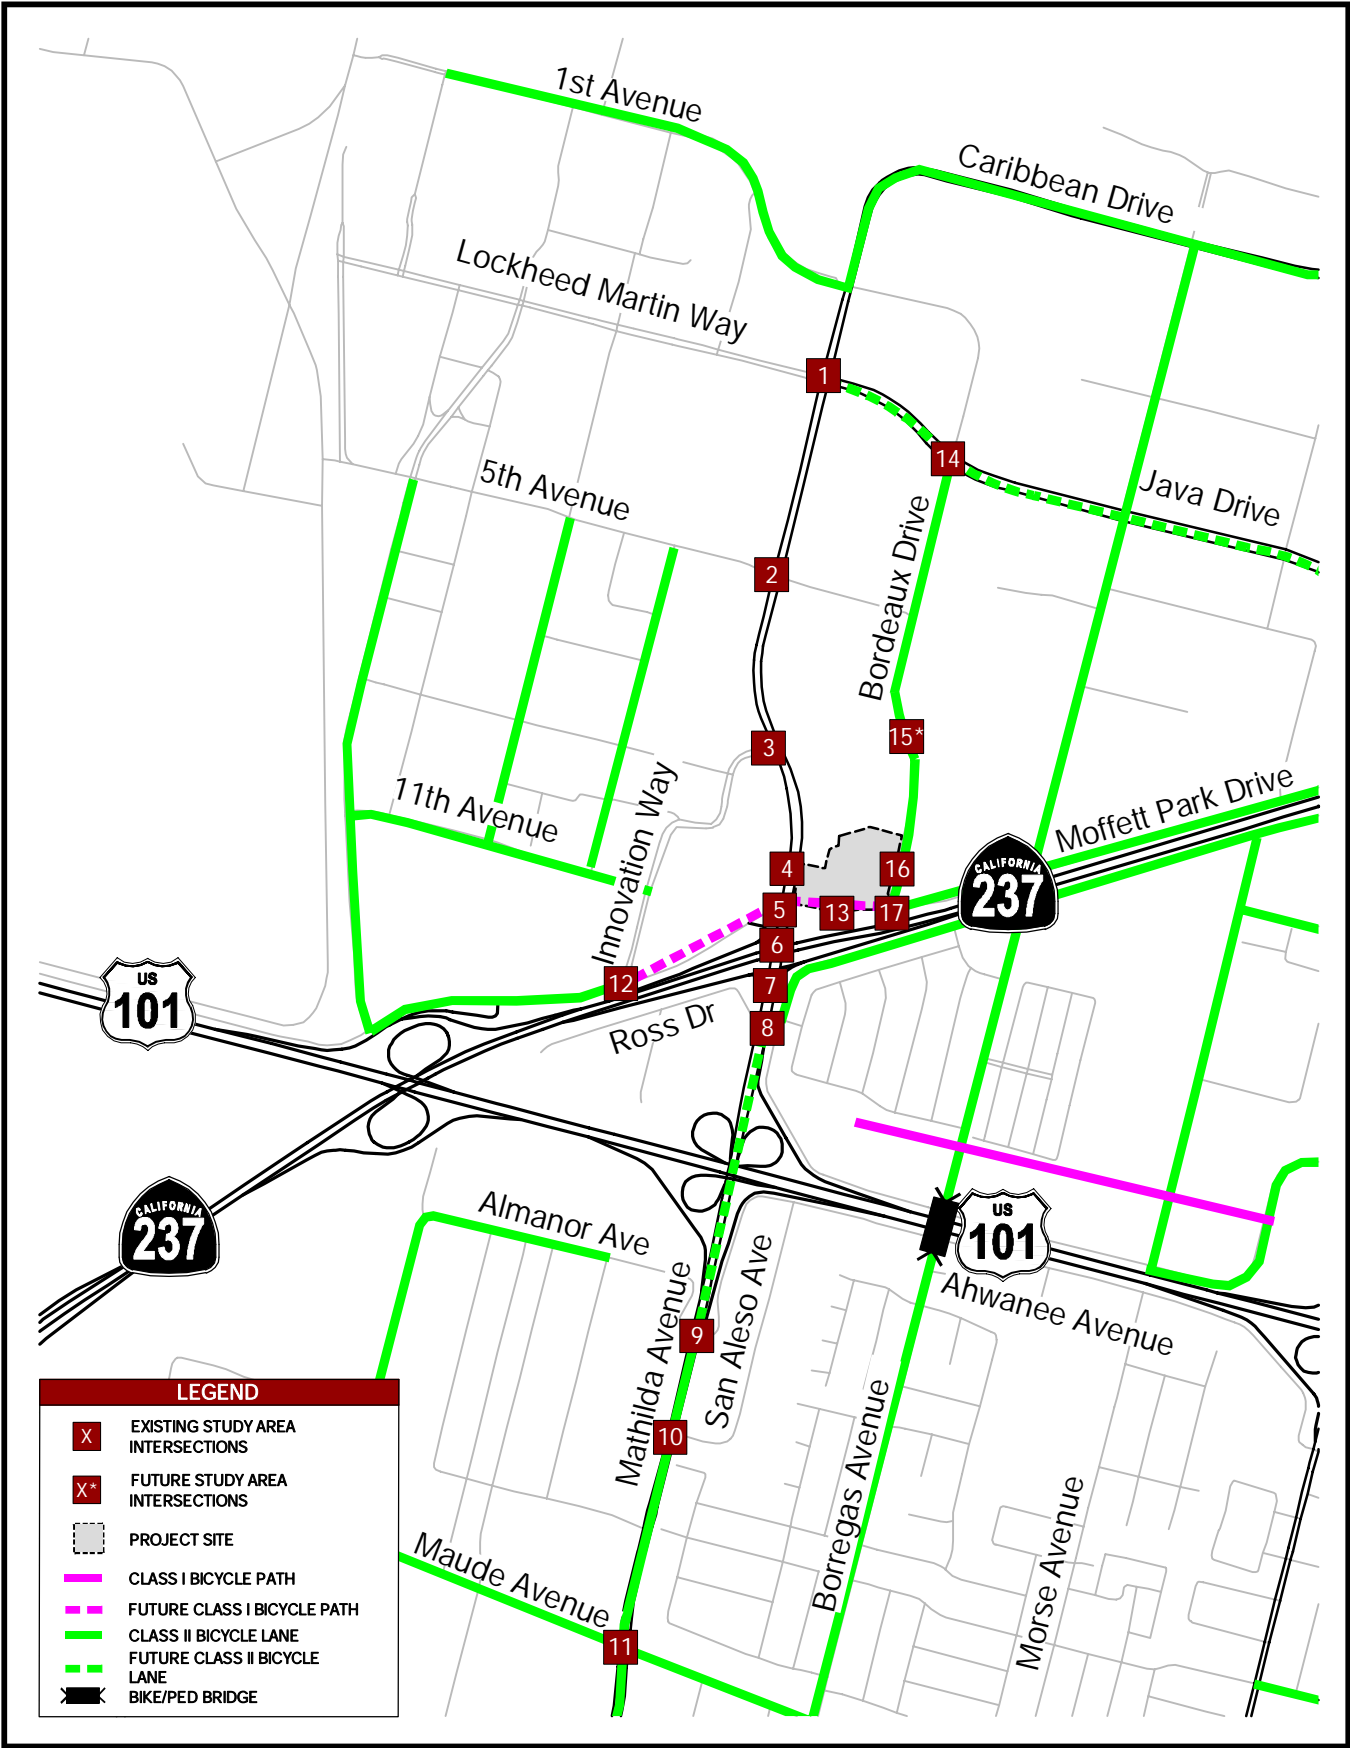 1st Avenue
Caribbean Drive
Lockheed Martin Way
1
14
5th Avenue
Java Drive
Bordeaux Drive
2
15*
3
11th Avenue
Innovation Way
Moffett Park Drive
4
16
CALIFORNIA
237
5
13
17
6
12
7
US
101
Ross Dr
8
CALIFORNIA
237
Almanor Ave
US
101
Mathilda Avenue
San Aleso Ave
Ahwanee Avenue
9
10
Borregas Avenue
Morse Avenue
Maude Avenue
11
LEGEND
X
EXISTING STUDY AREA
INTERSECTIONS
X*
FUTURE STUDY AREA
INTERSECTIONS
PROJECT SITE
CLASS I BICYCLE PATH
FUTURE CLASS I BICYCLE PATH
CLASS II BICYCLE LANE
FUTURE CLASS II BICYCLE
LANE
BIKE/PED BRIDGE